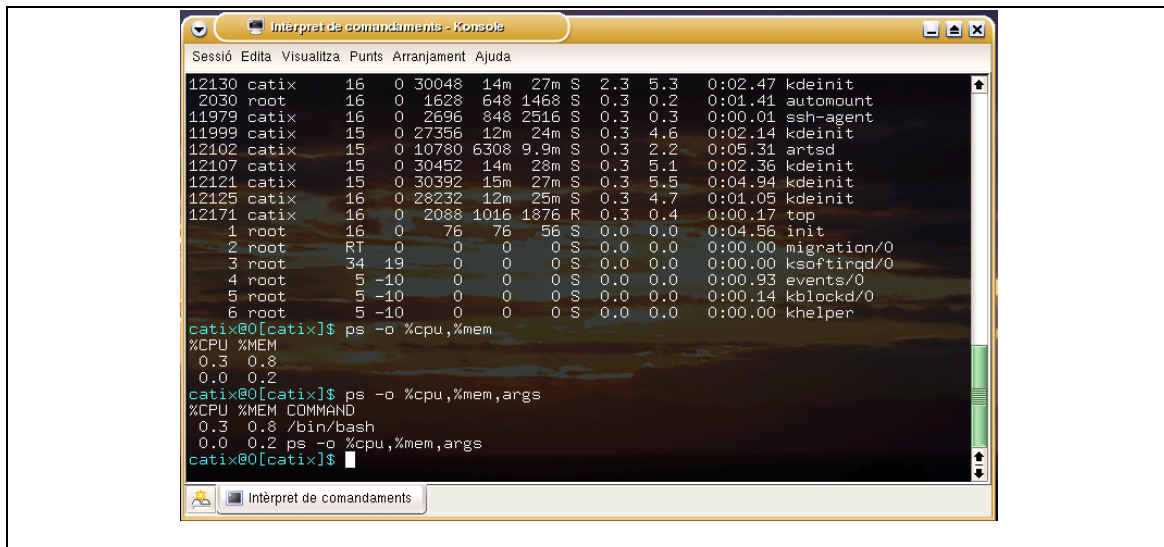 Intèrpret de comandaments - Konsole
Sessió Edita Visualitza Punts Arranjament Ajuda
12130 catix 16 0 30048 14m 27m S 2.3 5.3 0:02.47 kdeinit
2030 root 16 0 1628 648 1468 S 0.3 0.2 0:01.41 automount
11979 catix 16 0 2696 848 2516 S 0.3 0.3 0:00.01 ssh-agent
11999 catix 15 0 27356 12m 24m S 0.3 4.6 0:02.14 kdeinit
12102 catix 15 0 10780 6308 9.9m S 0.3 2.2 0:05.31 artsd
12107 catix 15 0 30452 14m 28m S 0.3 5.1 0:02.36 kdeinit
12121 catix 15 0 30392 15m 27m S 0.3 5.5 0:04.94 kdeinit
12125 catix 16 0 28232 12m 25m S 0.3 4.7 0:01.05 kdeinit
12171 catix 16 0 2088 1016 1876 R 0.3 0.4 0:00.17 top
1 root 16 0 76 76 56 S 0.0 0.0 0:04.56 init
2 root RT 0 0 0 0 S 0.0 0.0 0:00.00 migration/0
3 root 34 19 0 0 0 S 0.0 0.0 0:00.00 ksoftirqd/0
4 root 5 -10 0 0 0 S 0.0 0.0 0:00.93 events/0
5 root 5 -10 0 0 0 S 0.0 0.0 0:00.14 kblockd/0
6 root 5 -10 0 0 0 S 0.0 0.0 0:00.00 khelper
catix@0[catix]$ ps -o %cpu,%mem
%CPU %MEM
0.3 0.8
0.0 0.2
catix@0[catix]$ ps -o %cpu,%mem,args
%CPU %MEM COMMAND
0.3 0.8 /bin/bash
0.0 0.2 ps -o %cpu,%mem,args
catix@0[catix]$
Intèrpret de comandaments